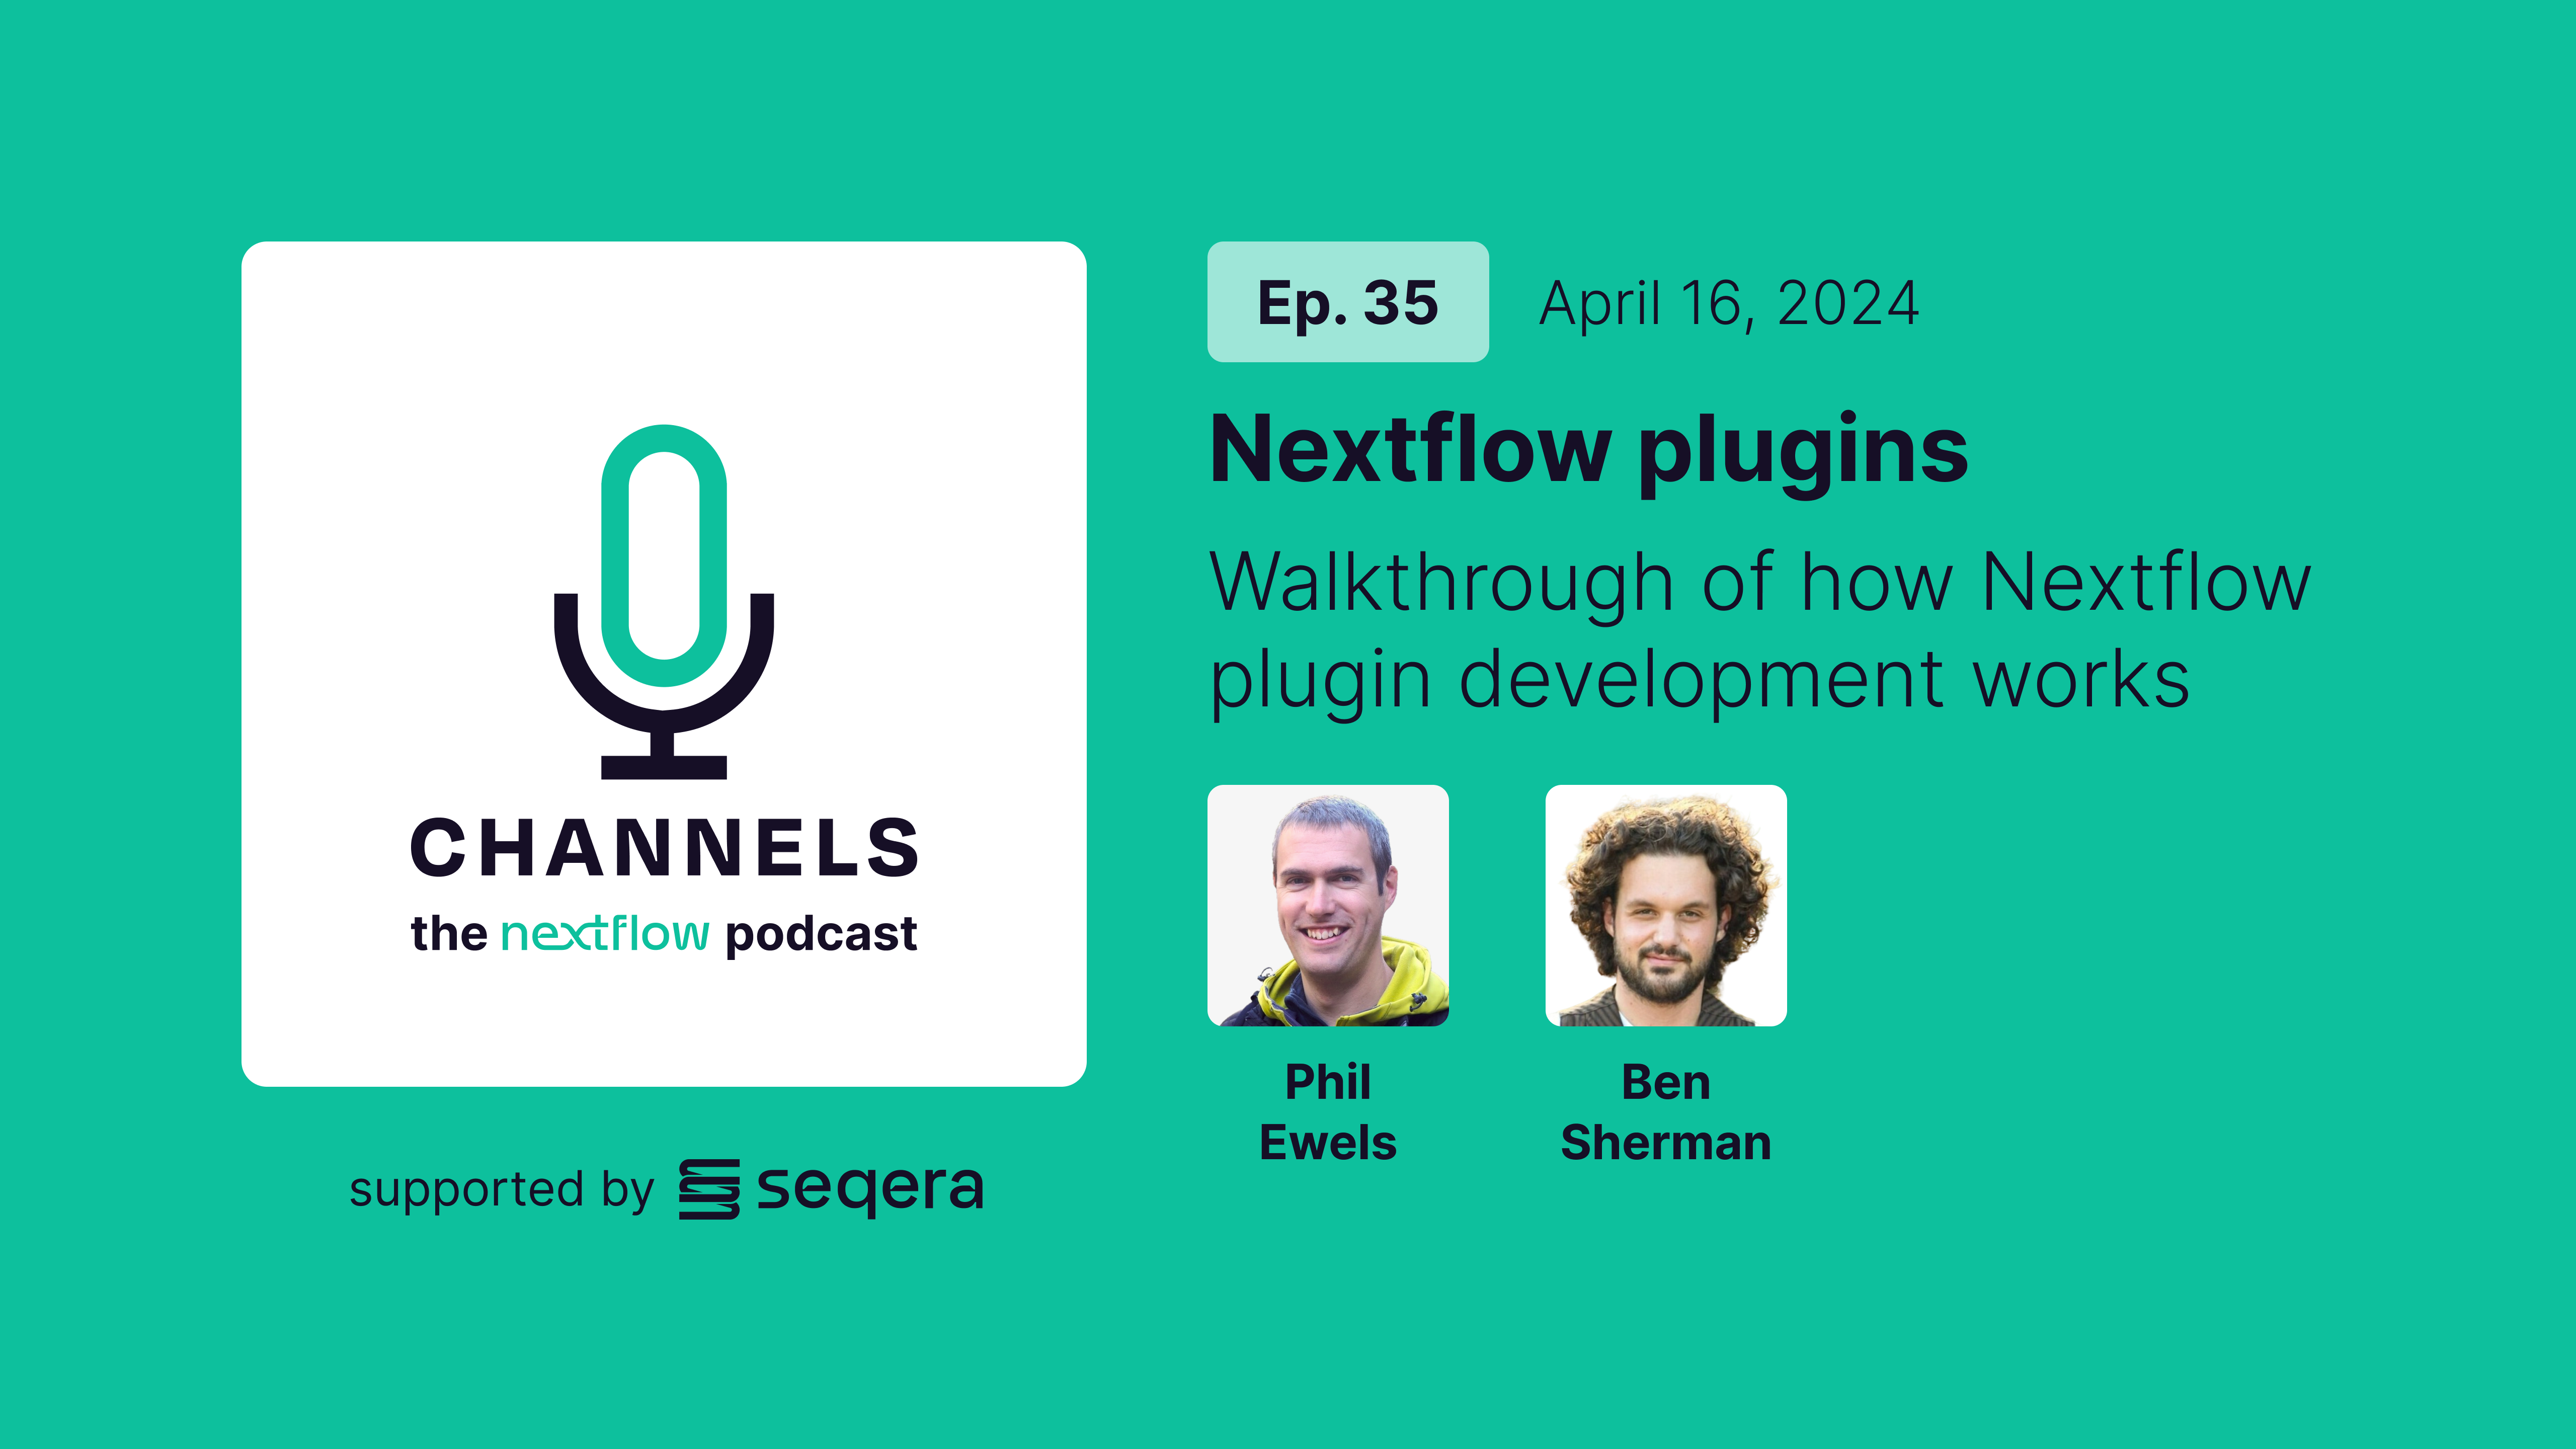 CHANNELS
the nextflow podcast
supported by seqera
Ep. 35
April 16, 2024
Nextflow plugins
Walkthrough of how Nextflow
plugin development works
Phil
Ewels
Ben
Sherman